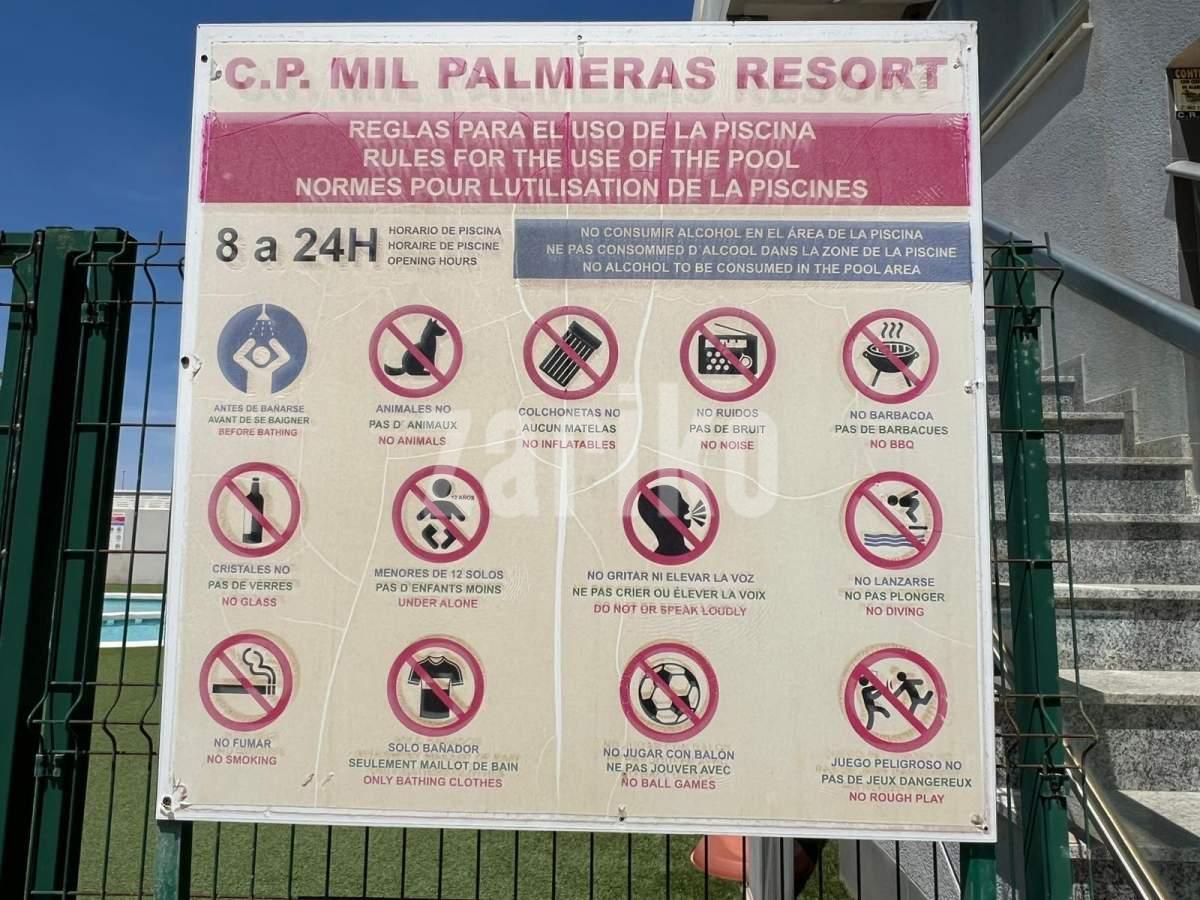 C.P. MIL PALMERAS RESORT
REGLAS PARA EL USO DE LA PISCINA
RULES FOR THE USE OF THE POOL
NORMES POUR LUTILISATION DE LA PISCINES
8 a 24H
HORARIO DE PISCINA
HORAIRE DE PISCINE
OPENING HOURS
NO CONSUMIR ALCOHOL EN EL ÁREA DE LA PISCINA
NE PAS CONSOMMED D'ALCOOL DANS LA ZONE DE LA PISCINE
NO ALCOHOL TO BE CONSUMED IN THE POOL AREA
ANTES DE BAÑARSE
AVANT DE SE BAIGNER
BEFORE BATHING
ANIMALES NO
PAS D' ANIMAUX
NO ANIMALS
COLCHONETAS NO
AUCUN MATELAS
NO INFLATABLES
NO RUIDOS
PAS DE BRUIT
NO NOISE
NO BARBACOA
PAS DE BARBACUES
NO BBQ
CRISTALES NO
PAS DE VERRES
NO GLASS
12 AÑOS
MENORES DE 12 SOLOS
PAS D'ENFANTS MOINS
UNDER ALONE
NO GRITAR NI ELEVAR LA VOZ
NE PAS CRIER OU ÉLEVER LA VOIX
DO NOT OR SPEAK LOUDLY
NO LANZARSE
NO PAS PLONGER
NO DIVING
NO FUMAR
NO SMOKING
SOLO BAÑADOR
SEULEMENT MAILLOT DE BAIN
ONLY BATHING CLOTHES
NO JUGAR CON BALÓN
NE PAS JOUVER AVEC
NO BALL GAMES
JUEGO PELIGROSO NO
PAS DE JEUX DANGEREUX
NO ROUGH PLAY
zariko